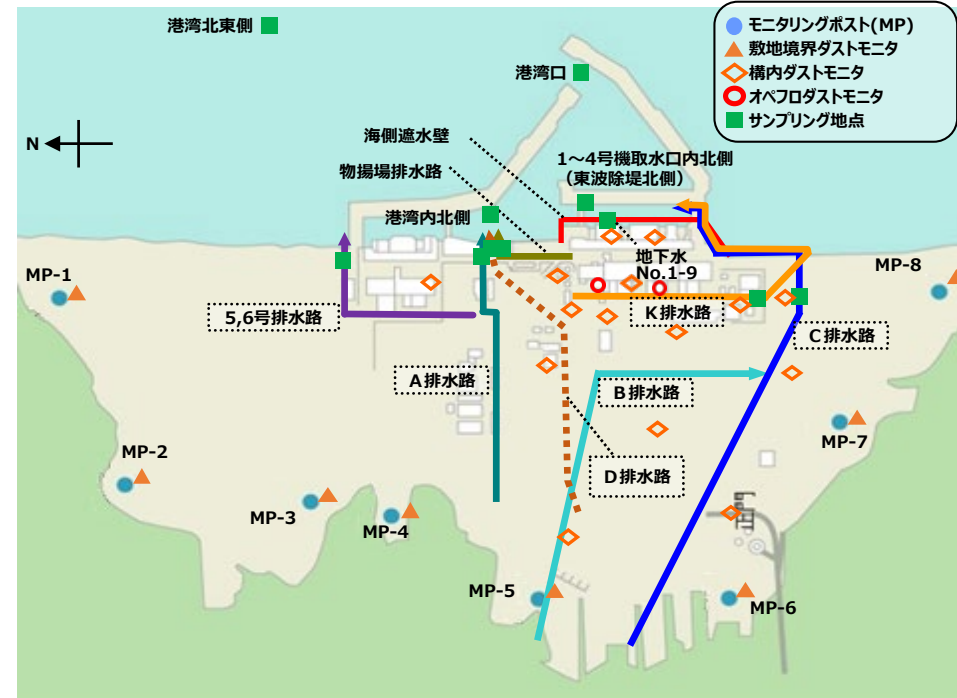 港湾北東側
モニタリングポスト(MP)
敷地境界ダストモニタ
構内ダストモニタ
オペフロダストモニタ
サンプリング地点
港湾口
N
海側遮水壁
物揚場排水路
1～4号機取水口内北側
（東波除堤北側）
港湾内北側
地下水
No.1-9
MP-1
MP-8
5,6号排水路
K排水路
C排水路
A排水路
B排水路
MP-7
D排水路
MP-2
MP-3
MP-4
MP-5
MP-6